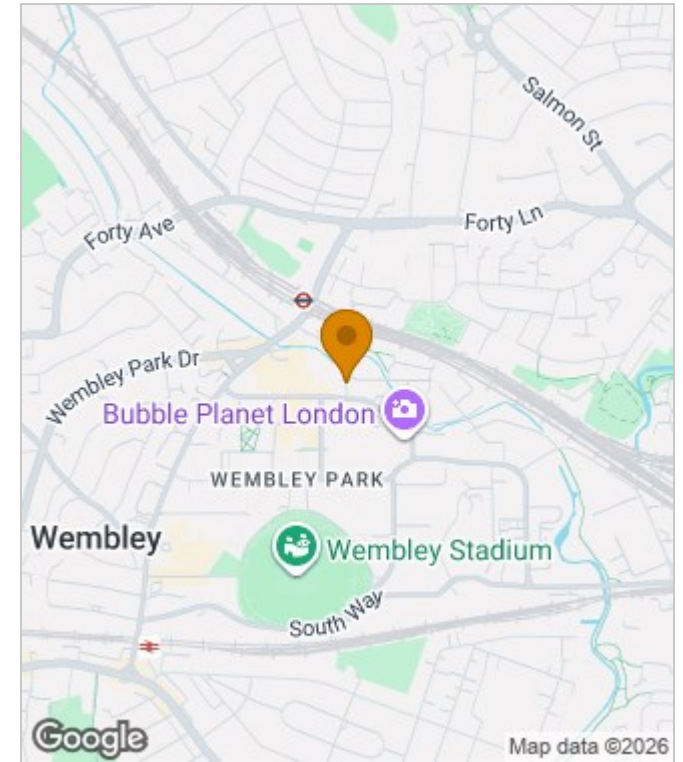 Salmon St
Forty Ln
Forty Ave
Wembley Park Dr
Bubble Planet London
WEMBLEY PARK
Wembley
Wembley Stadium
South Way
Google
Map data ©2026